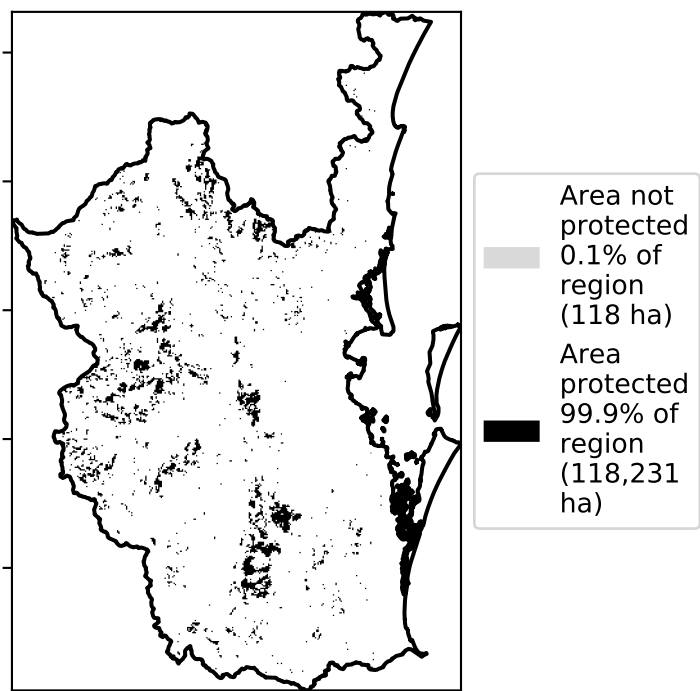 Area not
protected
0.1% of
region
(118 ha)
Area
protected
99.9% of
region
(118,231
ha)